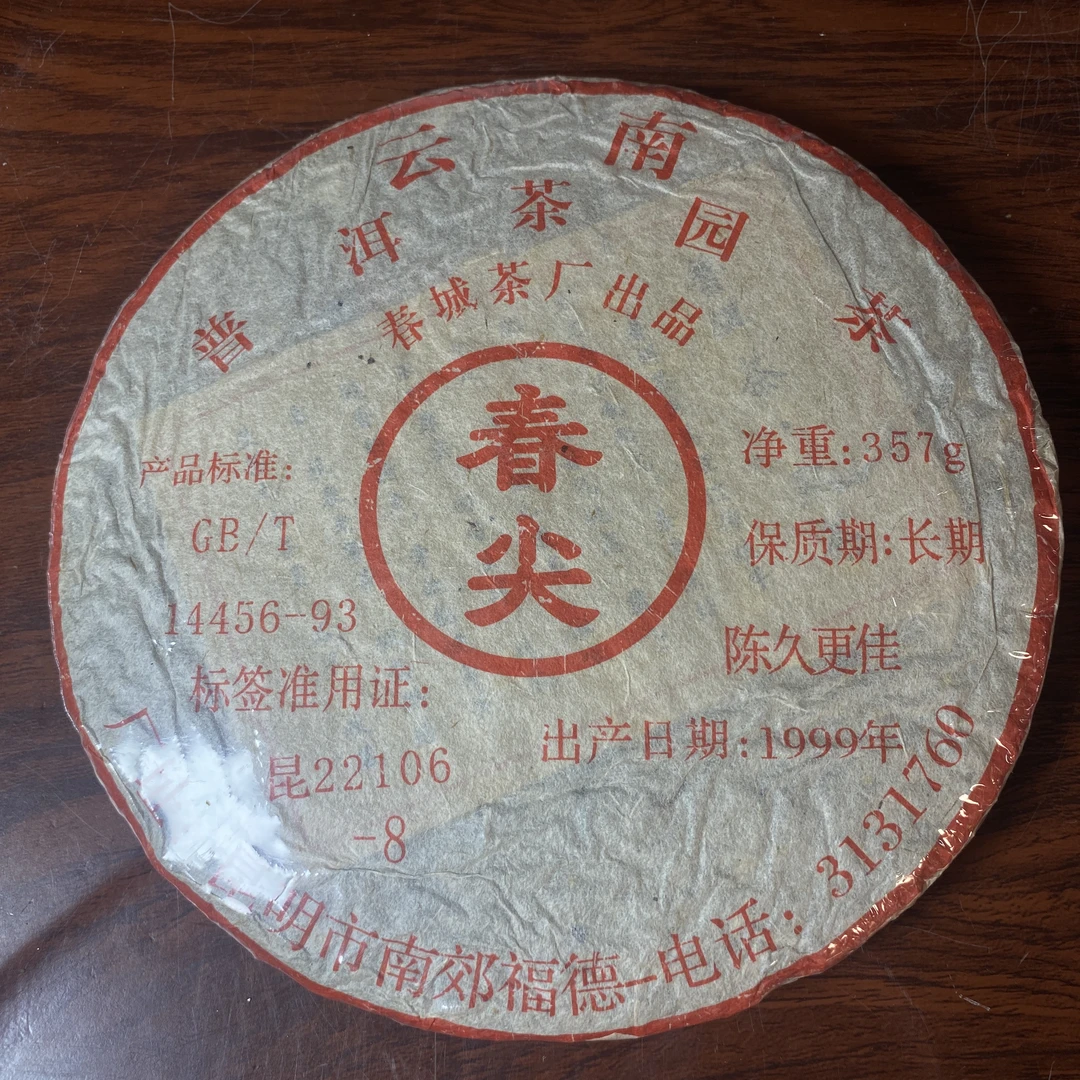 云南
普洱茶园茶
春城茶厂出品
春尖
产品标准:
GB/T
14456-93
标签准用证:
昆22106
-8
净重:357g
保质期:长期
陈久更佳
出产日期:1999年
厂
明市南郊福德-电话:3131760